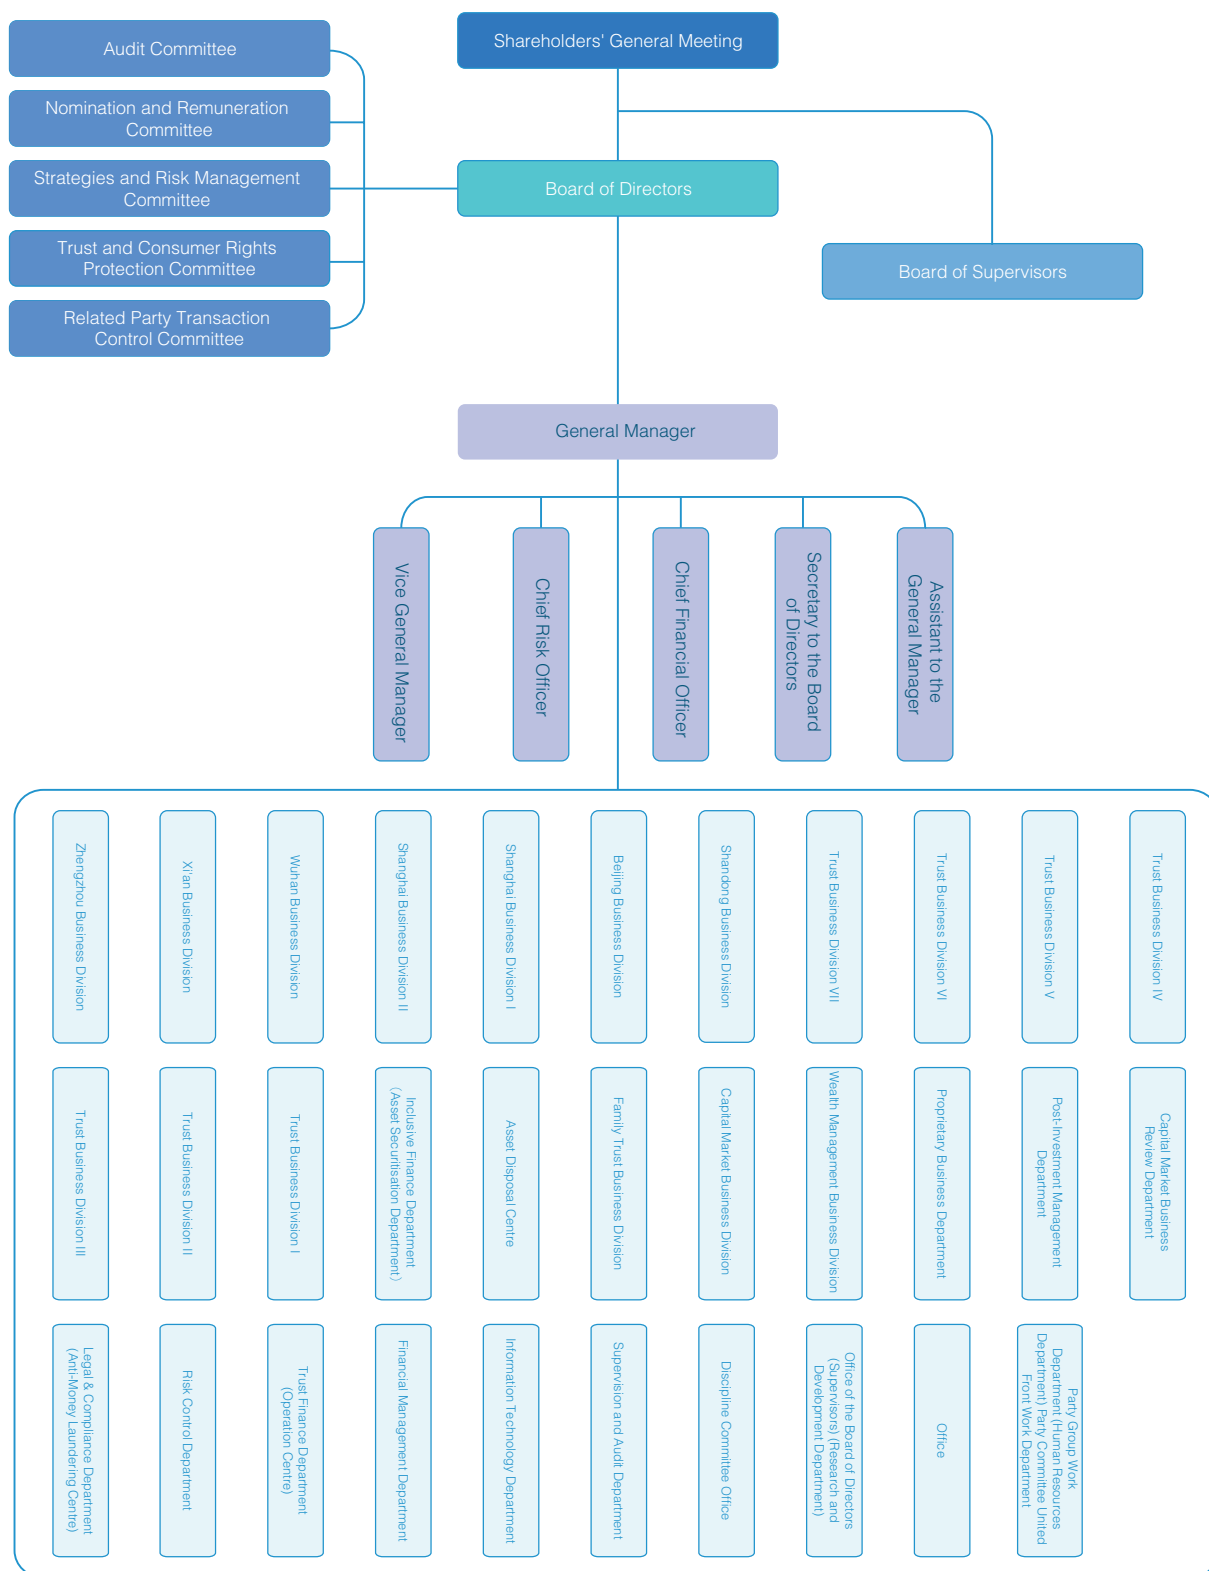 Audit Committee
Shareholders' General Meeting
Nomination and Remuneration
Committee
Strategies and Risk Management
Committee
Board of Directors
Trust and Consumer Rights
Protection Committee
Board of Supervisors
Related Party Transaction
Control Committee
General Manager
Vice General Manager
Chief Risk Officer
Chief Financial Officer
Secretary to the Board
of Directors
Assistant to the
General Manager
Zhengzhou Business Division
Xi'an Business Division
Wuhan Business Division
Shanghai Business Division II
Shanghai Business Division I
Beijing Business Division
Shandong Business Division
Trust Business Division VII
Trust Business Division VI
Trust Business Division V
Trust Business Division IV
Trust Business Division III
Trust Business Division II
Trust Business Division I
Inclusive Finance Department
(Asset Securitisation Department)
Asset Disposal Centre
Family Trust Business Division
Capital Market Business Division
Wealth Management Business Division
Proprietary Business Department
Post-Investment Management
Department
Capital Market Business
Review Department
Legal & Compliance Department
(Anti-Money Laundering Centre)
Risk Control Department
Trust Finance Department
(Operation Centre)
Financial Management Department
Information Technology Department
Supervision and Audit Department
Discipline Committee Office
Office of the Board of Directors
(Supervisors) (Research and
Development Department)
Office
Party Group Work
Department (Human Resources
Department) Party Committee United
Front Work Department